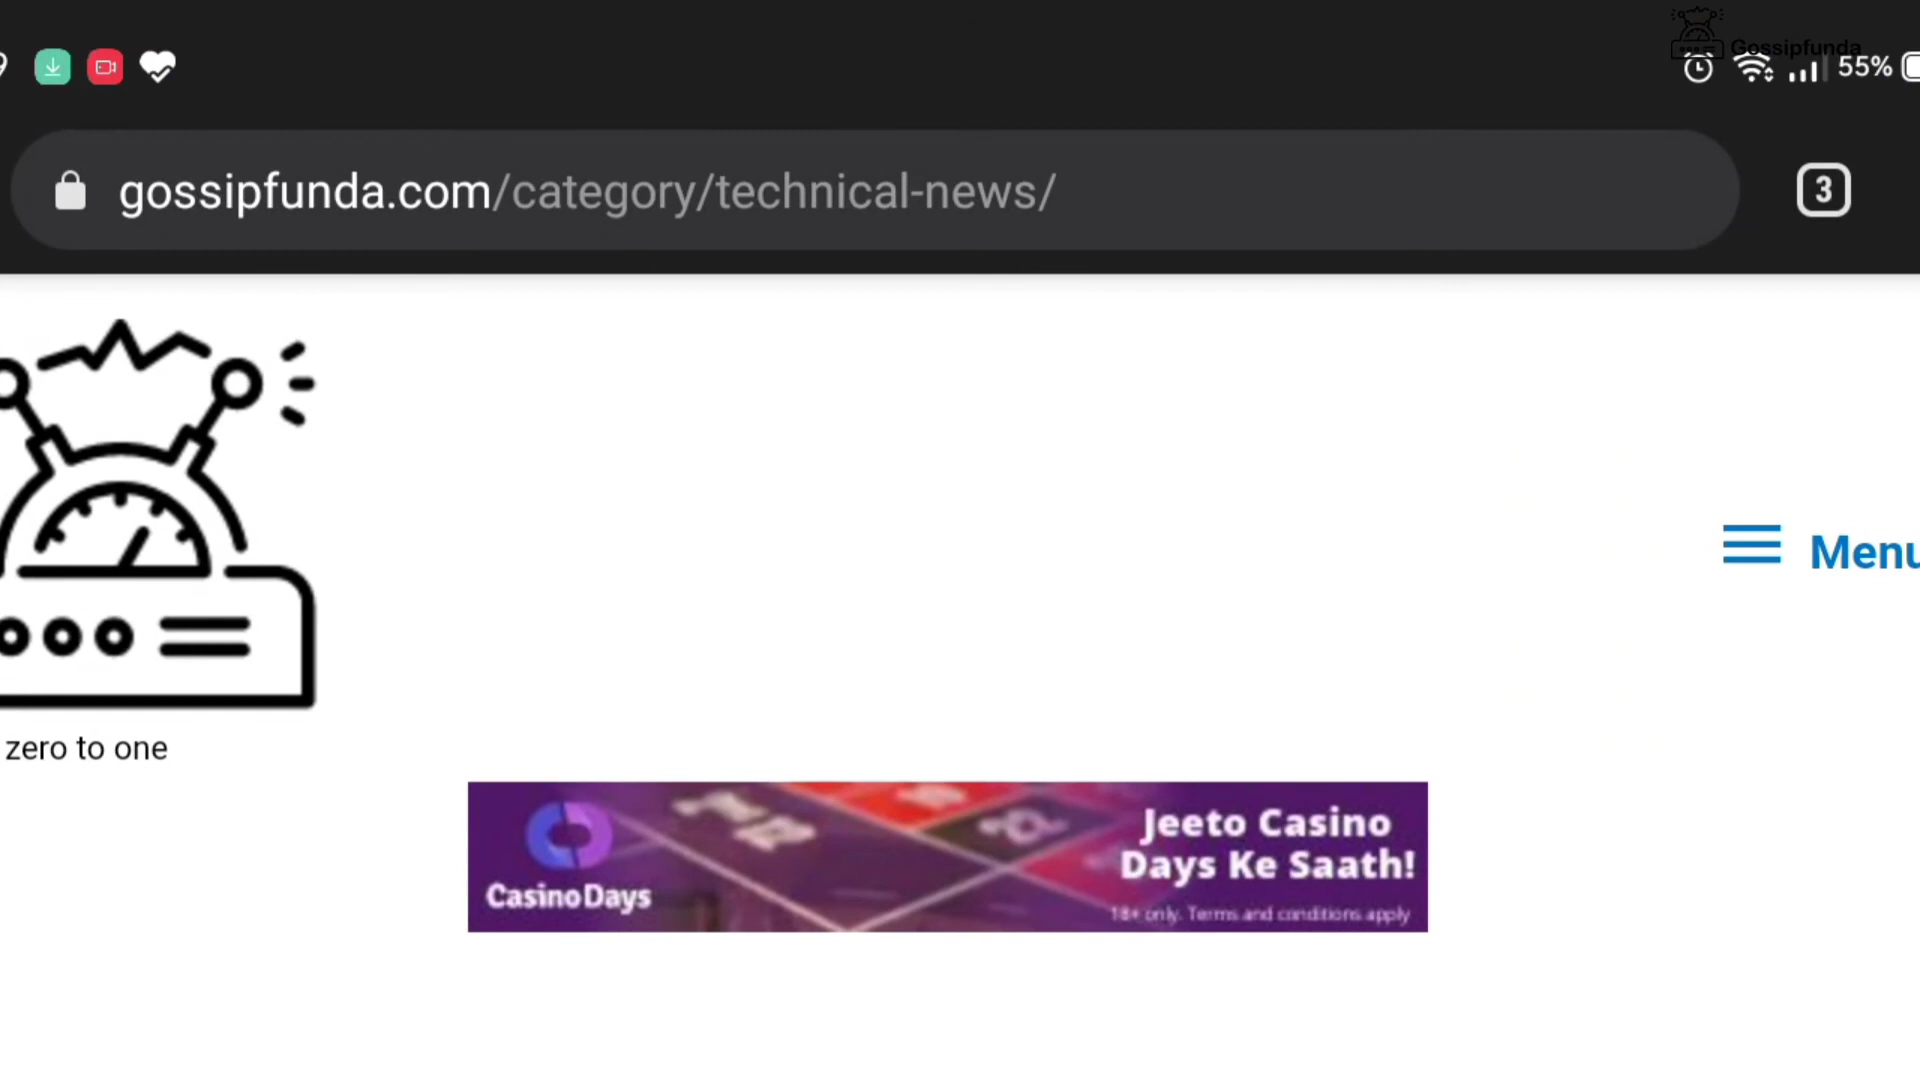 Gossipfunda
55%
gossipfunda.com/category/technical-news/
3
Menu
zero to one
CasinoDays
Jeeto Casino
Days Ke Saath!
18+ only. Terms and conditions apply